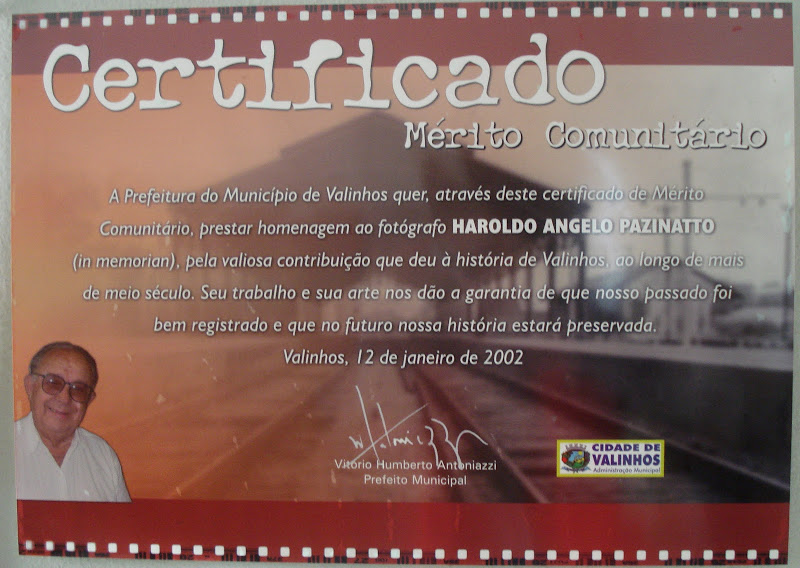 Certificado
Mérito Comunitário
A Prefeitura do Município de Valinhos quer, através deste certificado de Mérito
Comunitário, prestar homenagem ao fotógrafo HAROLDO ANGELO PAZINATTO
(in memorian), pela valiosa contribuição que deu à história de Valinhos, ao longo de mais
de meio século. Seu trabalho e sua arte nos dão a garantia de que nosso passado foi
bem registrado e que no futuro nossa história estará preservada.
Valinhos, 12 de janeiro de 2002
Vitório Humberto Antoniazzi
Prefeito Municipal
CIDADE DE
VALINHOS
Administração Municipal